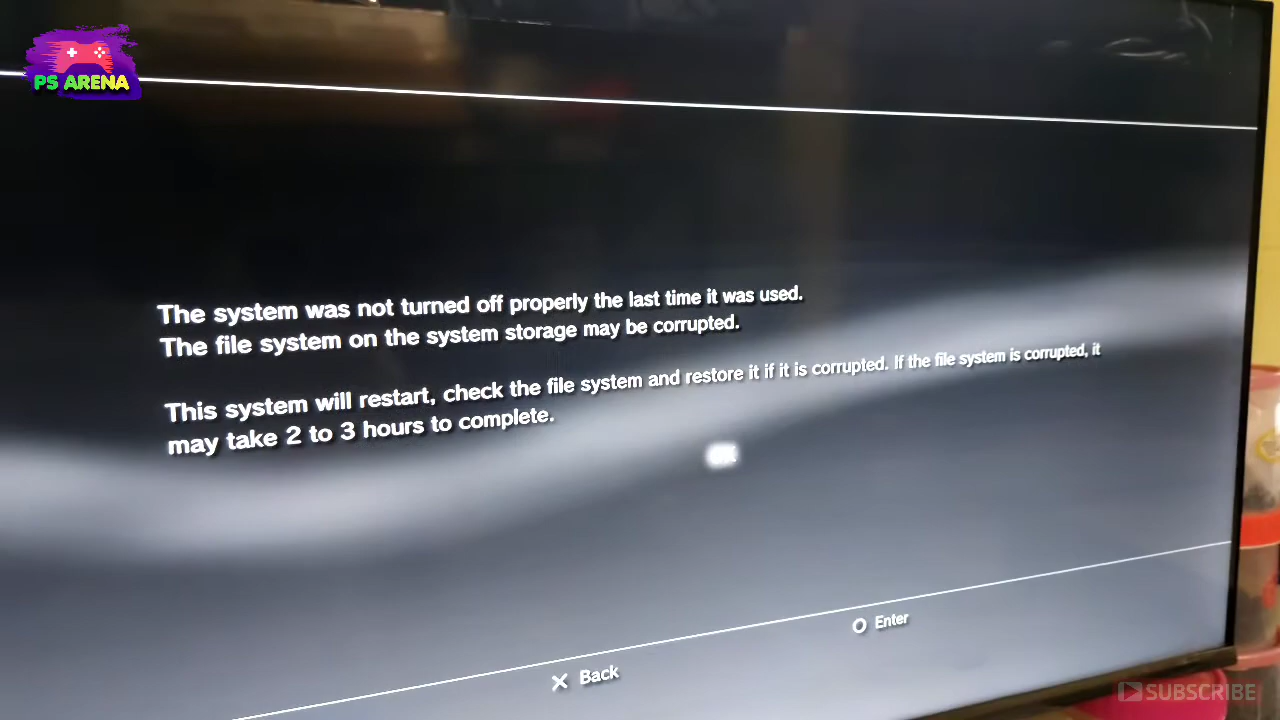 PS ARENA
The system was not turned off properly the last time it was used.
The file system on the system storage may be corrupted.
This system will restart, check the file system and restore it if it is corrupted. If the file system is corrupted, it
may take 2 to 3 hours to complete.
OK
O Enter
X Back
SUBSCRIBE